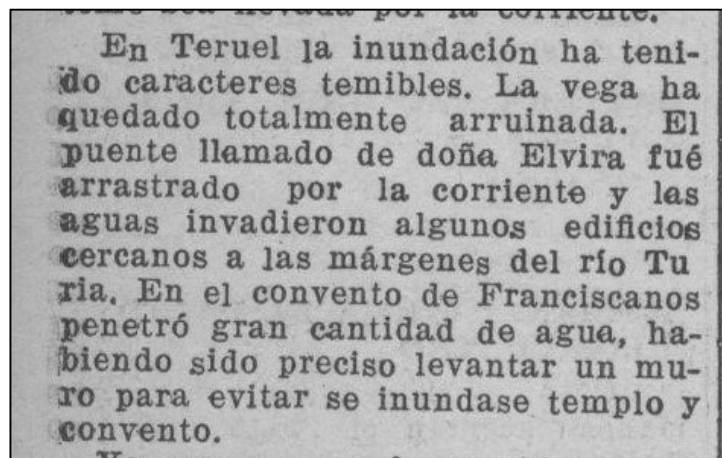 En Teruel la inundación ha teni-
do caracteres temibles. La vega ha
quedado totalmente arruinada. El
puente llamado de doña Elvira fué
arrastrado por la corriente y las
aguas invadieron algunos edificios
cercanos a las márgenes del río Tu
ria. En el convento de Franciscanos
penetró gran cantidad de agua, ha-
biendo sido preciso levantar un mu-
ro para evitar se inundase templo y
convento.